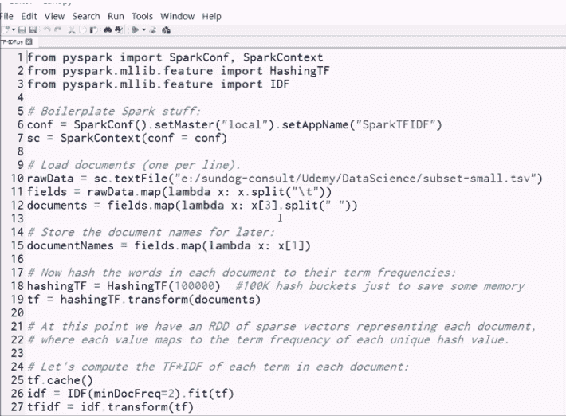 File Edit View Search Run Tools Window Help
TFIDF.py
1 from pyspark import SparkConf, SparkContext
2 from pyspark.mllib.feature import HashingTF
3 from pyspark.mllib.feature import IDF
4
5 # Boilerplate Spark stuff:
6 conf = SparkConf().setMaster("local").setAppName("SparkTFIDF")
7 sc = SparkContext(conf = conf)
8
9 # Load documents (one per line).
10 rawData = sc.textFile("e:/sundog-consult/Udemy/DataScience/subset-small.tsv")
11 fields = rawData.map(lambda x: x.split("\t"))
12 documents = fields.map(lambda x: x[3].split(" "))
13
14 # Store the document names for later:
15 documentNames = fields.map(lambda x: x[1])
16
17 # Now hash the words in each document to their term frequencies:
18 hashingTF = HashingTF(100000)  #100K hash buckets just to save some memory
19 tf = hashingTF.transform(documents)
20
21 # At this point we have an RDD of sparse vectors representing each document,
22 # where each value maps to the term frequency of each unique hash value.
23
24 # Let's compute the TF*IDF of each term in each document:
25 tf.cache()
26 idf = IDF(minDocFreq=2).fit(tf)
27 tfidf = idf.transform(tf)